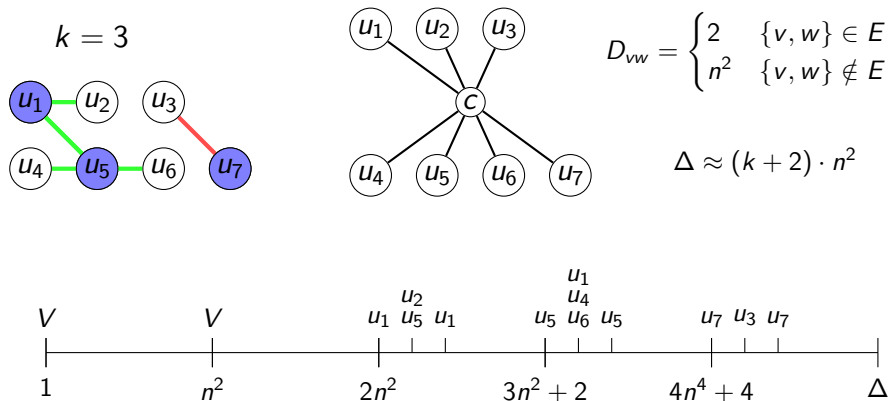 k = 3
u₁ u₂ u₃
u₄ u₅ u₆ u₇
u₁ u₂ u₃
c
u₄ u₅ u₆ u₇
D_{vw} = { 2 {v, w} ∈ E
n² {v, w} ∉ E
Δ ≈ (k + 2) · n²
u₁
u₂ u₄
V V u₁ u₅ u₁ u₅ u₆ u₅ u₇ u₃ u₇
1 n² 2n² 3n² + 2 4n⁴ + 4 Δ